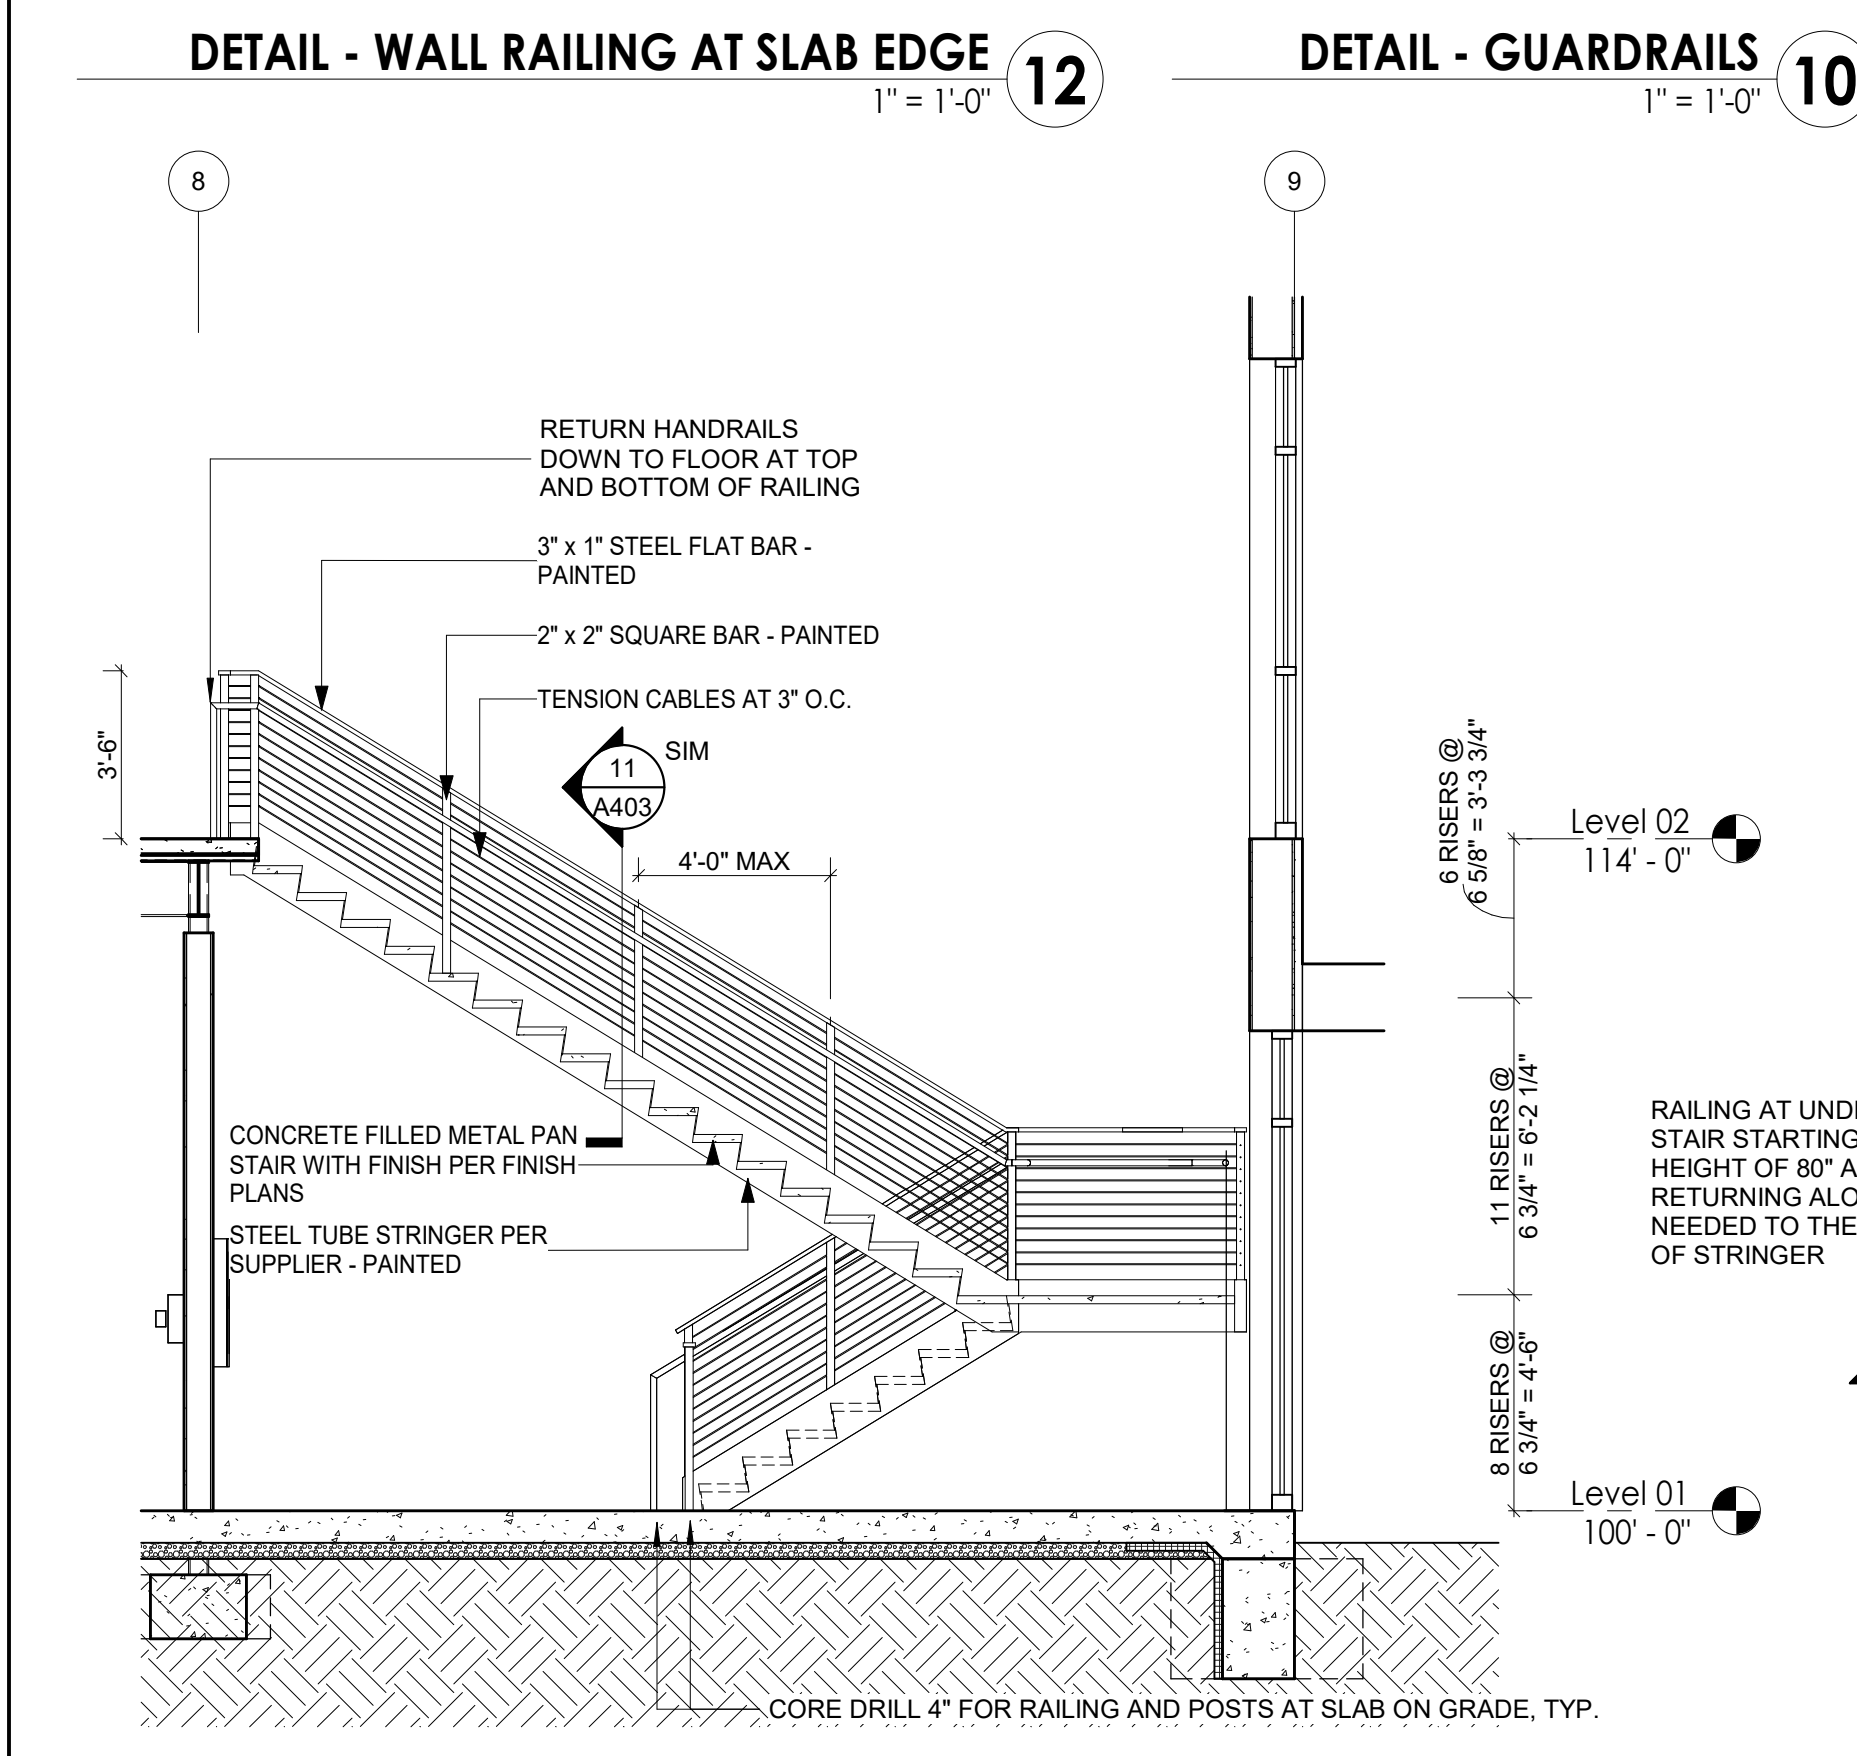 DETAIL - WALL RAILING AT SLAB EDGE
12
1" = 1'-0"
DETAIL - GUARDRAILS
10
1" = 1'-0"
8
9
RETURN HANDRAILS
DOWN TO FLOOR AT TOP
AND BOTTOM OF RAILING
3" x 1" STEEL FLAT BAR -
PAINTED
2" x 2" SQUARE BAR - PAINTED
TENSION CABLES AT 3" O.C.
11
A403
SIM
3'-6"
4'-0" MAX
6 RISERS @
6 5/8" = 3'-3 3/4"
Level 02
114' - 0"
11 RISERS @
6 3/4" = 6'-2 1/4"
CONCRETE FILLED METAL PAN
STAIR WITH FINISH PER FINISH
PLANS
STEEL TUBE STRINGER PER
SUPPLIER - PAINTED
RAILING AT UND
STAIR STARTING
HEIGHT OF 80" A
RETURNING ALO
NEEDED TO THE
OF STRINGER
8 RISERS @
6 3/4" = 4'-6"
Level 01
100' - 0"
CORE DRILL 4" FOR RAILING AND POSTS AT SLAB ON GRADE, TYP.